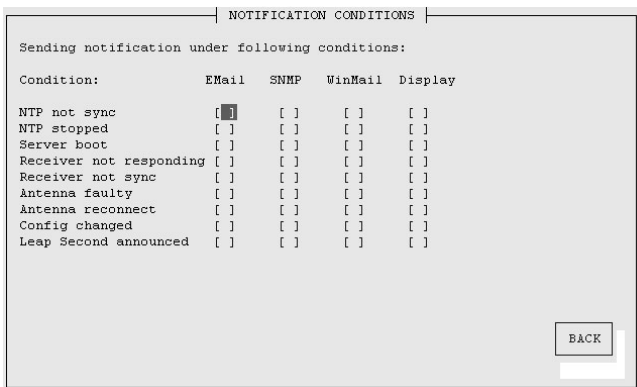 NOTIFICATION CONDITIONS
Sending notification under following conditions:
Condition: EMail SNMP WinMail Display
NTP not sync [ ] [ ] [ ] [ ]
NTP stopped [ ] [ ] [ ] [ ]
Server boot [ ] [ ] [ ] [ ]
Receiver not responding [ ] [ ] [ ] [ ]
Receiver not sync [ ] [ ] [ ] [ ]
Antenna faulty [ ] [ ] [ ] [ ]
Antenna reconnect [ ] [ ] [ ] [ ]
Config changed [ ] [ ] [ ] [ ]
Leap Second announced [ ] [ ] [ ] [ ]
BACK